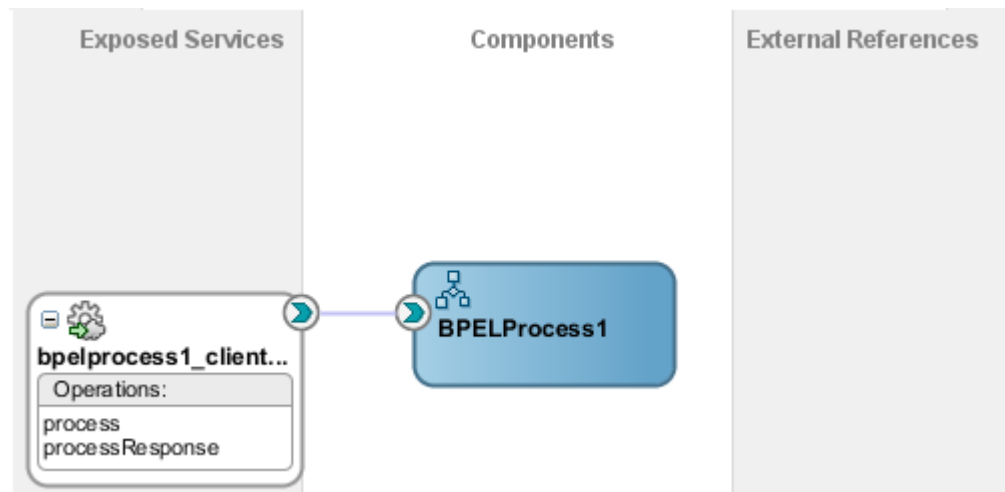 Exposed Services
Components
External References
BPELProcess1
bpelprocess1_client...
Operations:
process
processResponse